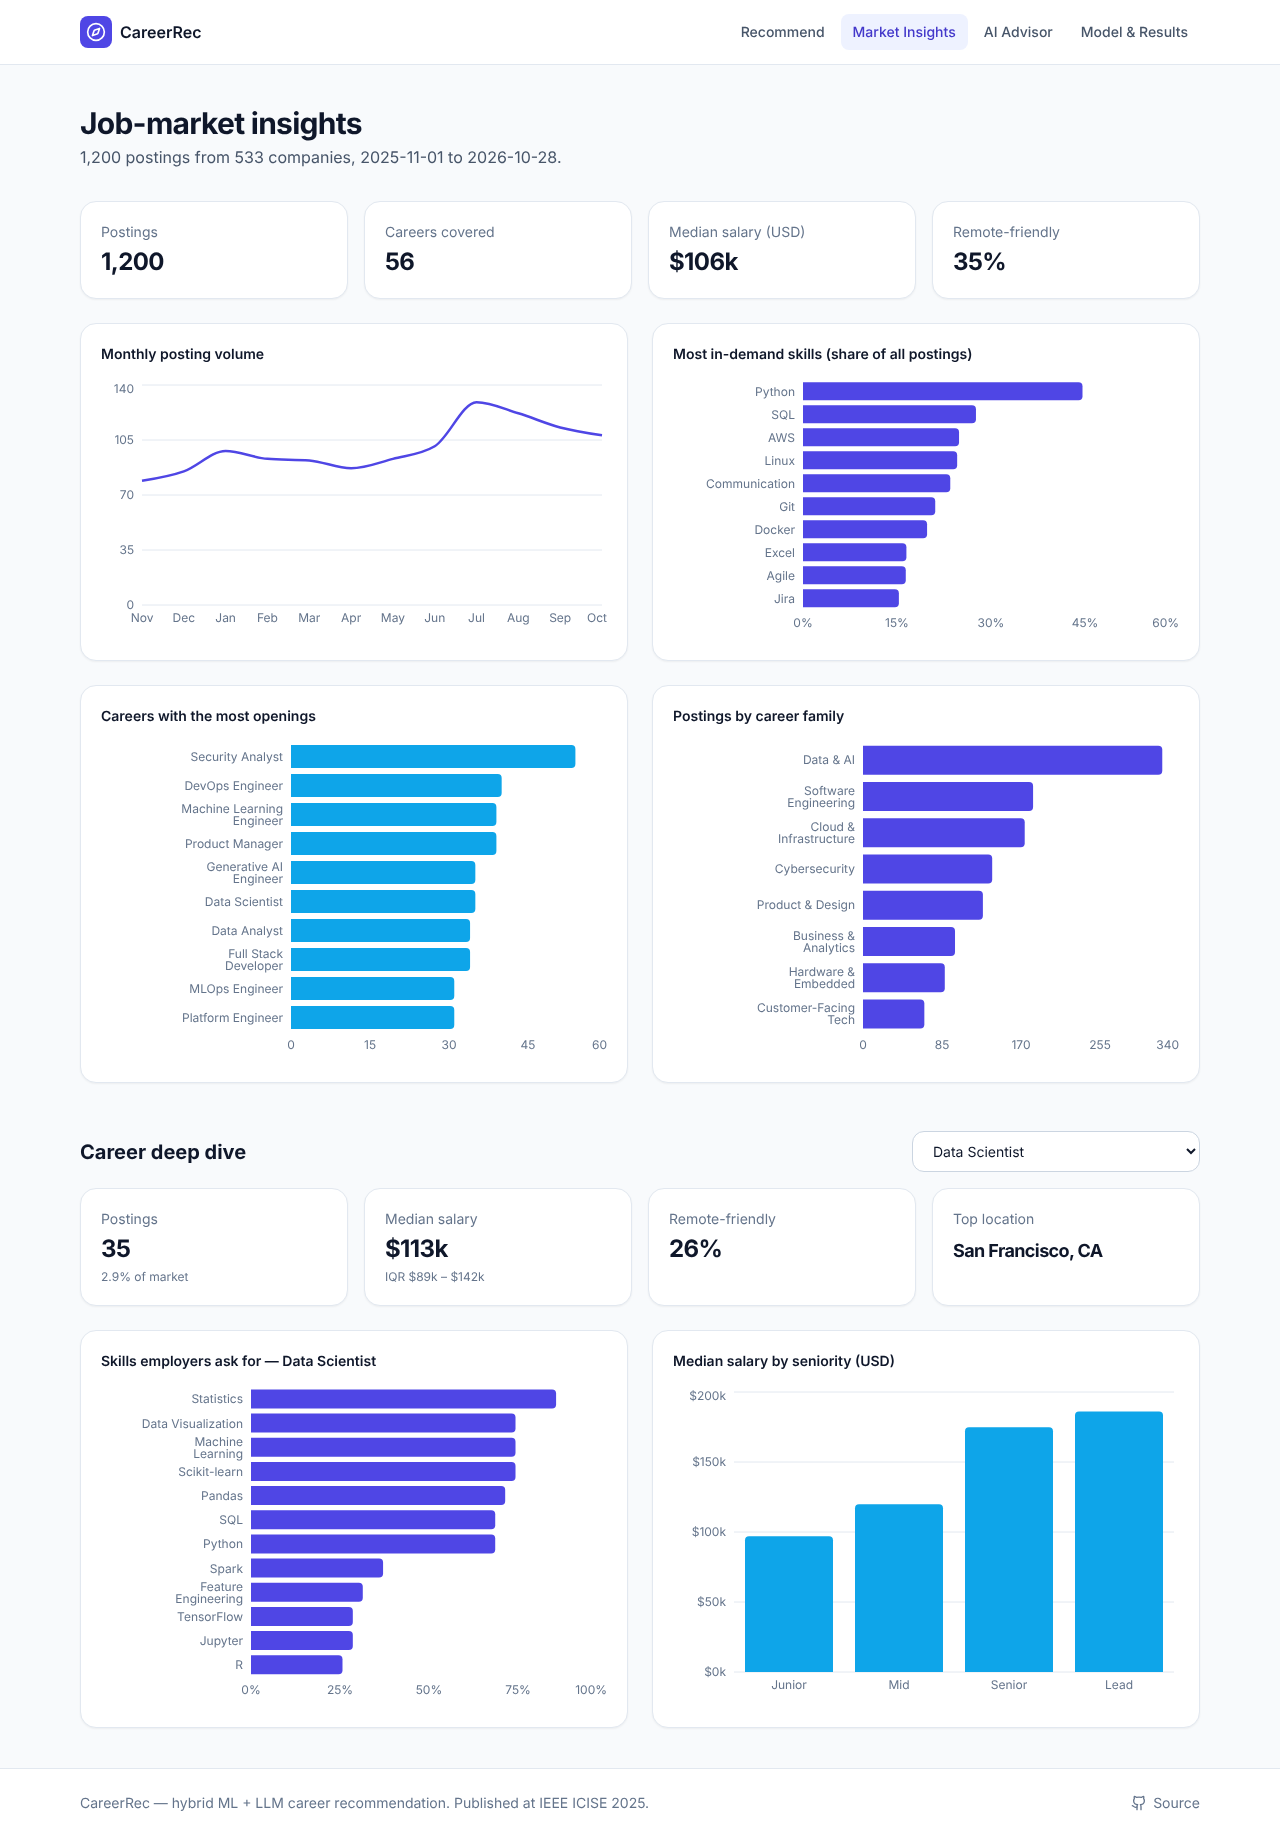 CareerRec
Recommend
Market Insights
AI Advisor
Model & Results
Job-market insights
1,200 postings from 533 companies, 2025-11-01 to 2026-10-28.
Postings
1,200
Careers covered
56
Median salary (USD)
$106k
Remote-friendly
35%
Monthly posting volume
140
105
70
35
0
Nov Dec Jan Feb Mar Apr May Jun Jul Aug Sep Oct
Most in-demand skills (share of all postings)
Python
SQL
AWS
Linux
Communication
Git
Docker
Excel
Agile
Jira
0% 15% 30% 45% 60%
Careers with the most openings
Security Analyst
DevOps Engineer
Machine Learning
Engineer
Product Manager
Generative AI
Engineer
Data Scientist
Data Analyst
Full Stack
Developer
MLOps Engineer
Platform Engineer
0 15 30 45 60
Postings by career family
Data & AI
Software
Engineering
Cloud &
Infrastructure
Cybersecurity
Product & Design
Business &
Analytics
Hardware &
Embedded
Customer-Facing
Tech
0 85 170 255 340
Career deep dive
Data Scientist
Postings
35
2.9% of market
Median salary
$113k
IQR $89k – $142k
Remote-friendly
26%
Top location
San Francisco, CA
Skills employers ask for — Data Scientist
Statistics
Data Visualization
Machine
Learning
Scikit-learn
Pandas
SQL
Python
Spark
Feature
Engineering
TensorFlow
Jupyter
R
0% 25% 50% 75% 100%
Median salary by seniority (USD)
$200k
$150k
$100k
$50k
$0k
Junior Mid Senior Lead
CareerRec — hybrid ML + LLM career recommendation. Published at IEEE ICISE 2025.
Source